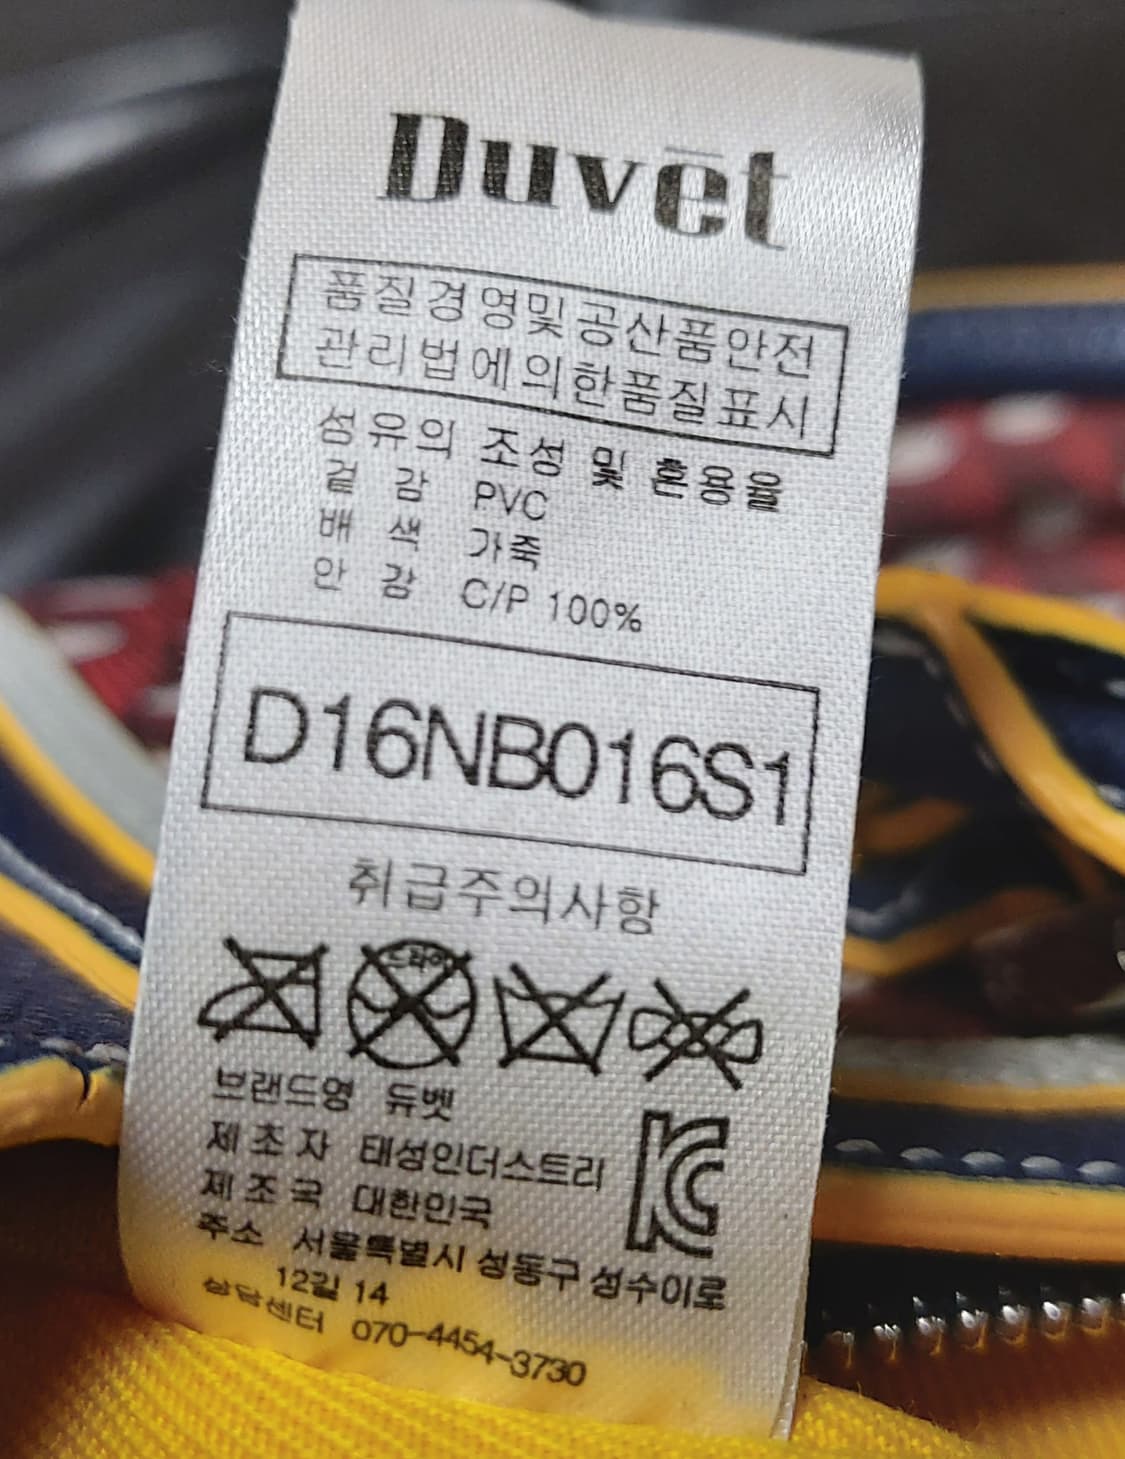 Duvēt
품질경영및공산품안전
관리법에의한품질표시
섬유의 조성 및 혼용율
겉 감 PVC
배 색 가죽
안 감 C/P 100%
D16NB016S1
취급주의사항
드라이
브랜드명 듀벳
제 조 자 태성인더스트리
제 조 국 대한민국
주소 서울특별시 성동구 성수이로
12길 14
상담센터 070-4454-3730